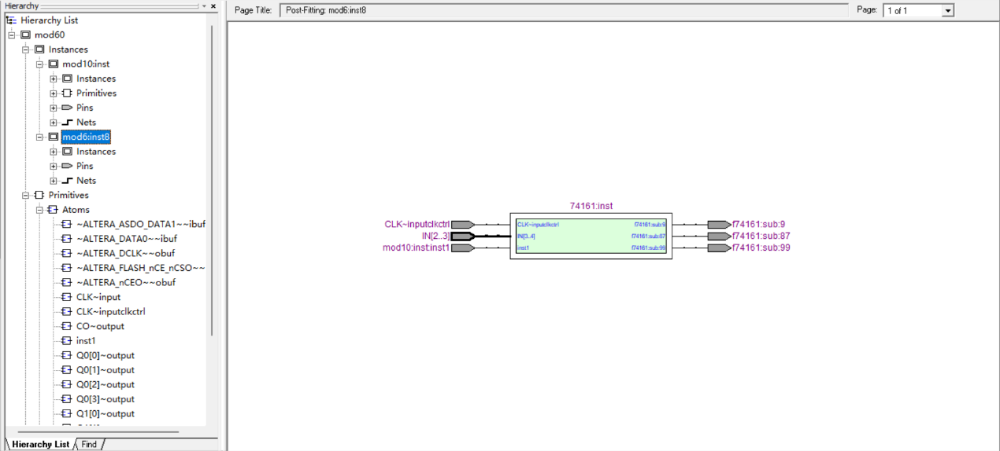 Hierarchy
Page Title: Post-Fitting: mod6:inst8
Page: 1 of 1
Hierarchy List
mod60
Instances
mod10:inst
Instances
Primitives
Pins
Nets
mod6:inst8
Instances
Pins
Nets
Primitives
Atoms
~ALTERA_ASDO_DATA1~~ibuf
~ALTERA_DATA0~~ibuf
~ALTERA_DCLK~~obuf
~ALTERA_FLASH_nCE_nCSO~~
~ALTERA_nCEO~~obuf
CLK~input
CLK~inputclkctrl
CO~output
inst1
Q0[0]~output
Q0[1]~output
Q0[2]~output
Q0[3]~output
Q1[0]~output
Hierarchy List
Find
74161:inst
CLK~inputclkctrl CLK~inputclkctrl f74161:sub:9 f74161:sub:9
IN[2..3] IN[3..4] f74161:sub:87 f74161:sub:87
mod10:inst:inst1 inst1 f74161:sub:99 f74161:sub:99